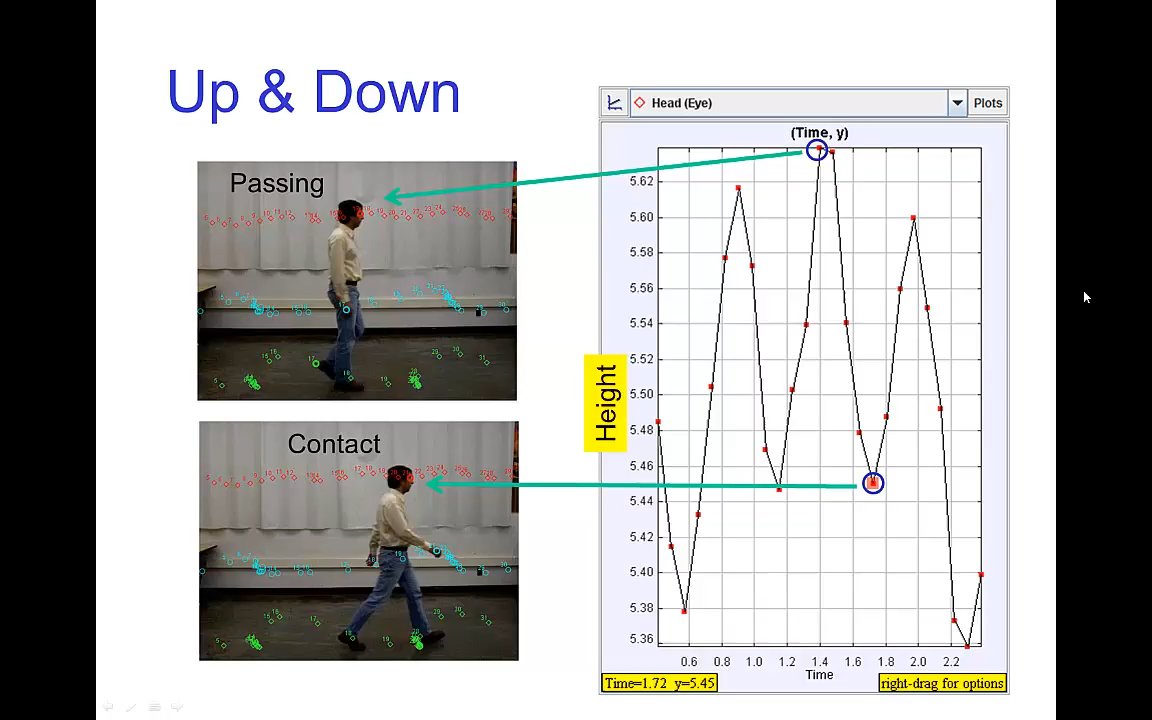 Up & Down
Passing
Contact
Head (Eye)
Plots
(Time, y)
5.62
5.60
5.58
5.56
5.54
5.52
5.50
5.48
5.46
5.44
5.42
5.40
5.38
5.36
Height
0.6 0.8 1.0 1.2 1.4 1.6 1.8 2.0 2.2
Time
Time=1.72 y=5.45
right-drag for options